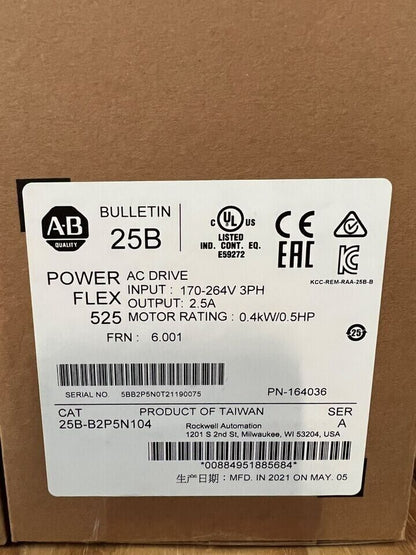 A-B
QUALITY
BULLETIN
25B
C UL US
LISTED
IND. CONT. EQ.
E59272
CE
EAC
KCC-REM-RAA-25B-B
POWER
FLEX
525
AC DRIVE
INPUT : 170-264V 3PH
OUTPUT: 2.5A
MOTOR RATING : 0.4kW/0.5HP
FRN : 6.001
25
SERIAL NO. 5BB2P5N0T21190075
PN-164036
CAT
25B-B2P5N104
PRODUCT OF TAIWAN
SER
A
Rockwell Automation
1201 S 2nd St, Milwaukee, WI 53204, USA
*00884951885684*
生产日期 : MFD. IN 2021 ON MAY. 05